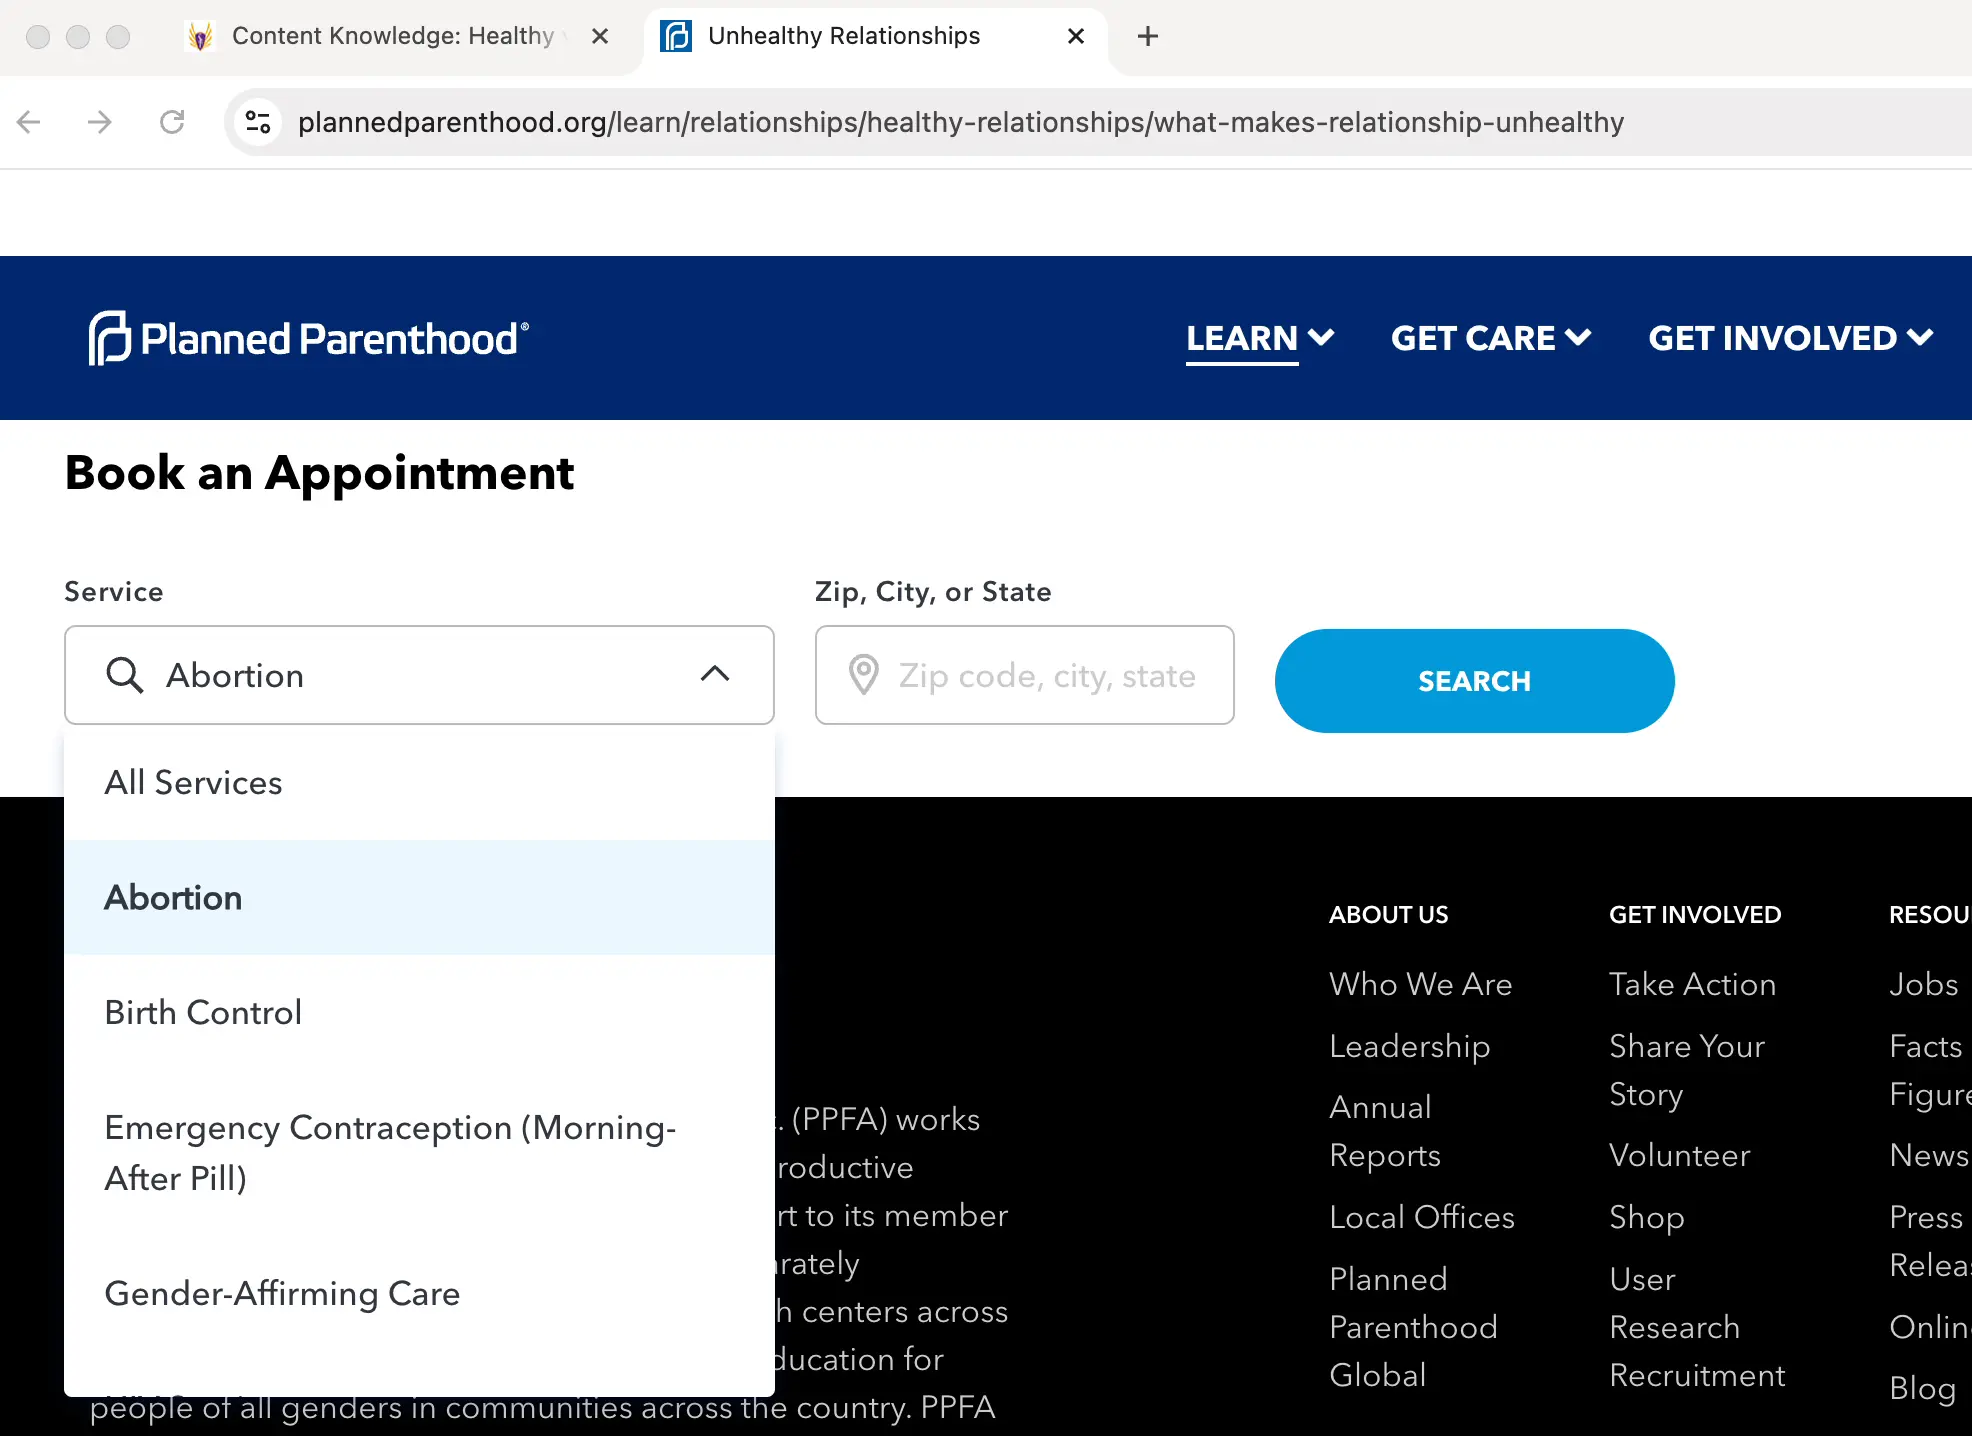 Content Knowledge: Healthy
Unhealthy Relationships
plannedparenthood.org/learn/relationships/healthy-relationships/what-makes-relationship-unhealthy
Planned Parenthood®
LEARN
GET CARE
GET INVOLVED
Book an Appointment
Service
Zip, City, or State
Abortion
Zip code, city, state
SEARCH
All Services
Abortion
Birth Control
Emergency Contraception (Morning-
After Pill)
Gender-Affirming Care
(PPFA) works
roductive
rt to its member
rately
h centers across
ducation for
people of all genders in communities across the country. PPFA
ABOUT US
Who We Are
Leadership
Annual
Reports
Local Offices
Planned
Parenthood
Global
GET INVOLVED
Take Action
Share Your
Story
Volunteer
Shop
User
Research
Recruitment
RESOU
Jobs
Facts
Figure
News
Press
Relea
Onlin
Blog